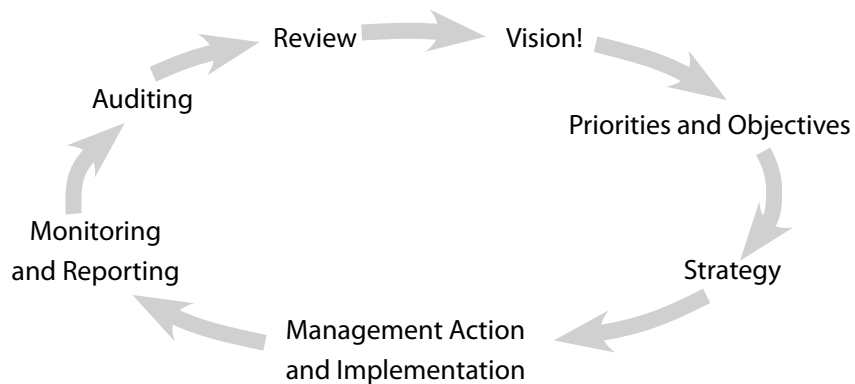 Review
Vision!
Auditing
Priorities and Objectives
Monitoring
and Reporting
Strategy
Management Action
and Implementation